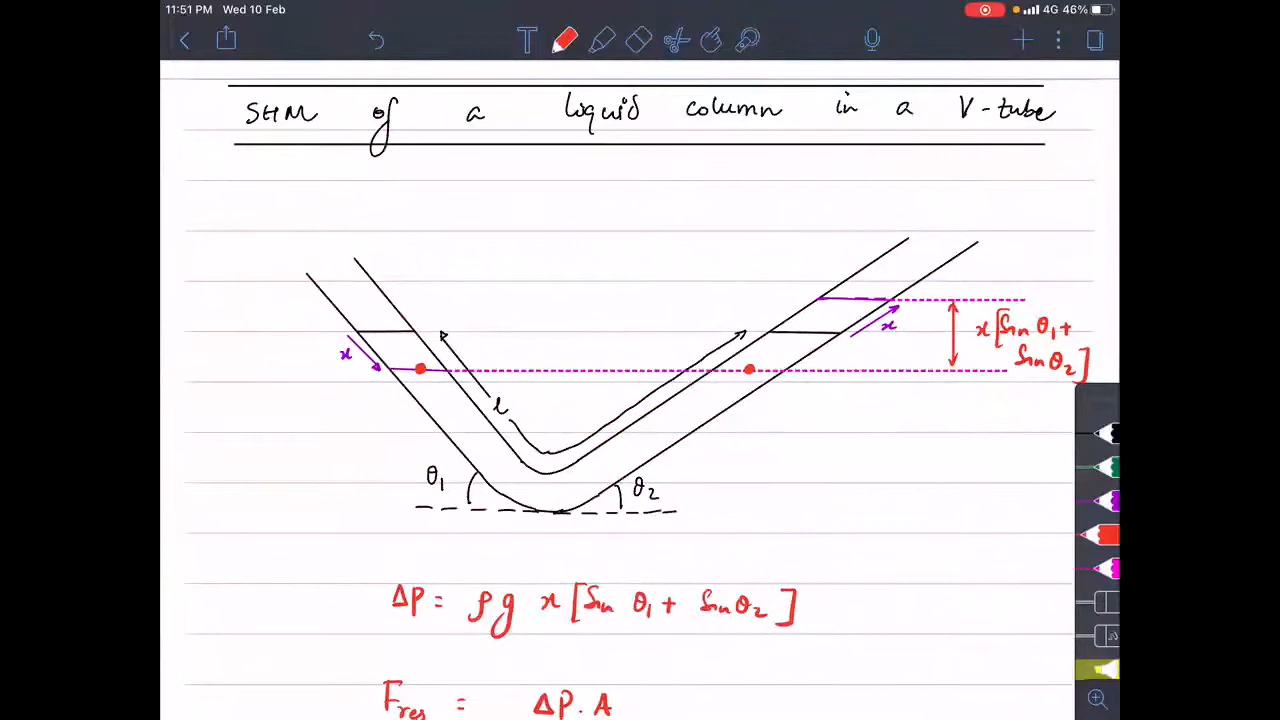 11:51 PM Wed 10 Feb
4G 46%
T
SHM of a liquid column in a V-tube
x
x
x[Sin θ₁+
Sin θ₂]
l
θ₁
θ₂
ΔP = ρg x[Sin θ₁ + Sin θ₂]
Fres = ΔP.A